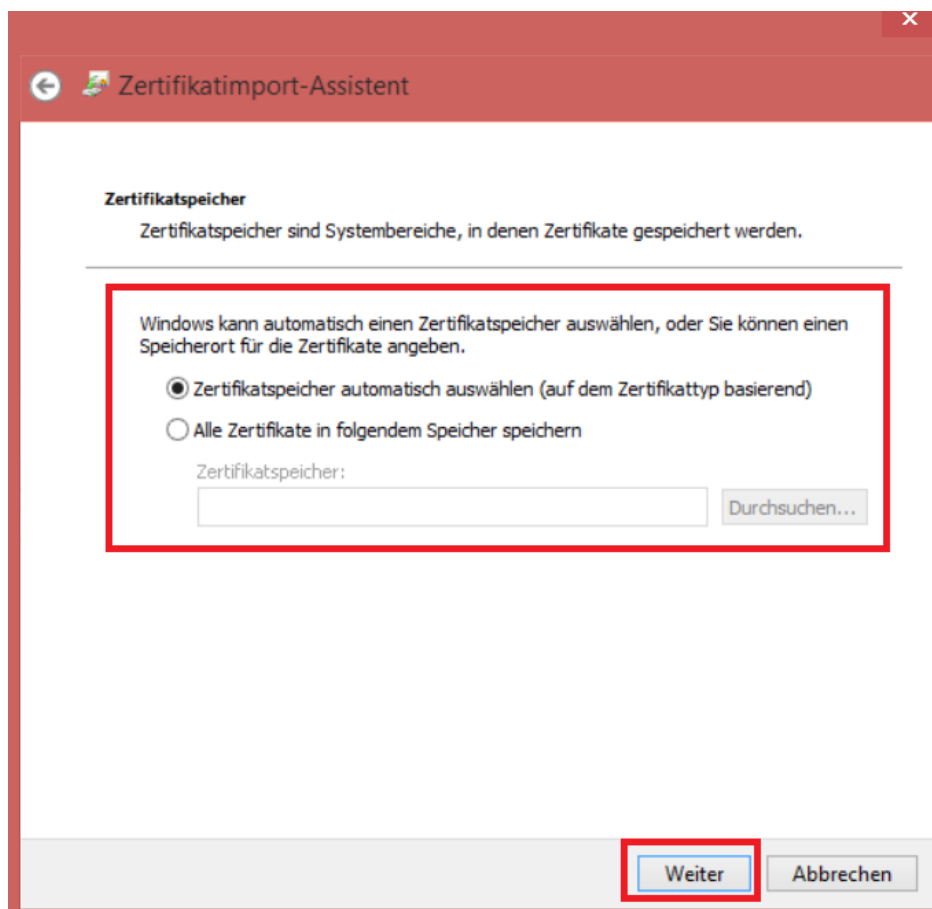 Zertifikatimport-Assistent
Zertifikatspeicher
Zertifikatspeicher sind Systembereiche, in denen Zertifikate gespeichert werden.
Windows kann automatisch einen Zertifikatspeicher auswählen, oder Sie können einen
Speicherort für die Zertifikate angeben.
Zertifikatspeicher automatisch auswählen (auf dem Zertifikattyp basierend)
Alle Zertifikate in folgendem Speicher speichern
Zertifikatspeicher:
Durchsuchen...
Weiter
Abbrechen